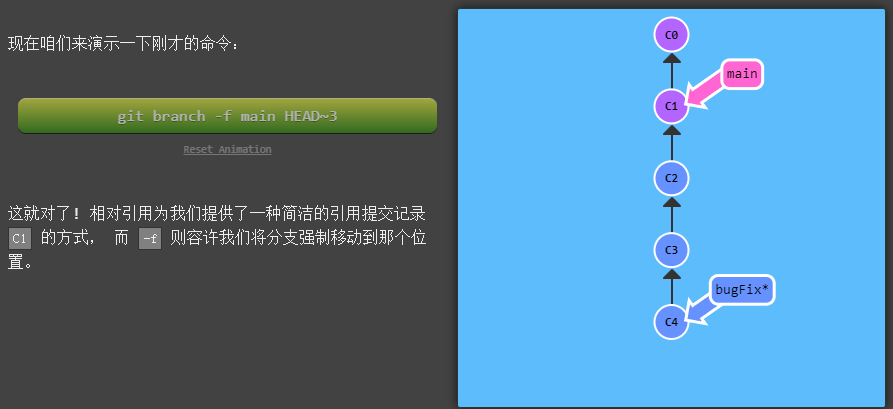 现在咱们来演示一下刚才的命令:
git branch -f main HEAD~3
Reset Animation
这就对了! 相对引用为我们提供了一种简洁的引用提交记录
C1 的方式, 而 -f 则容许我们将分支强制移动到那个位
置。
C0
main
C1
C2
C3
bugFix*
C4